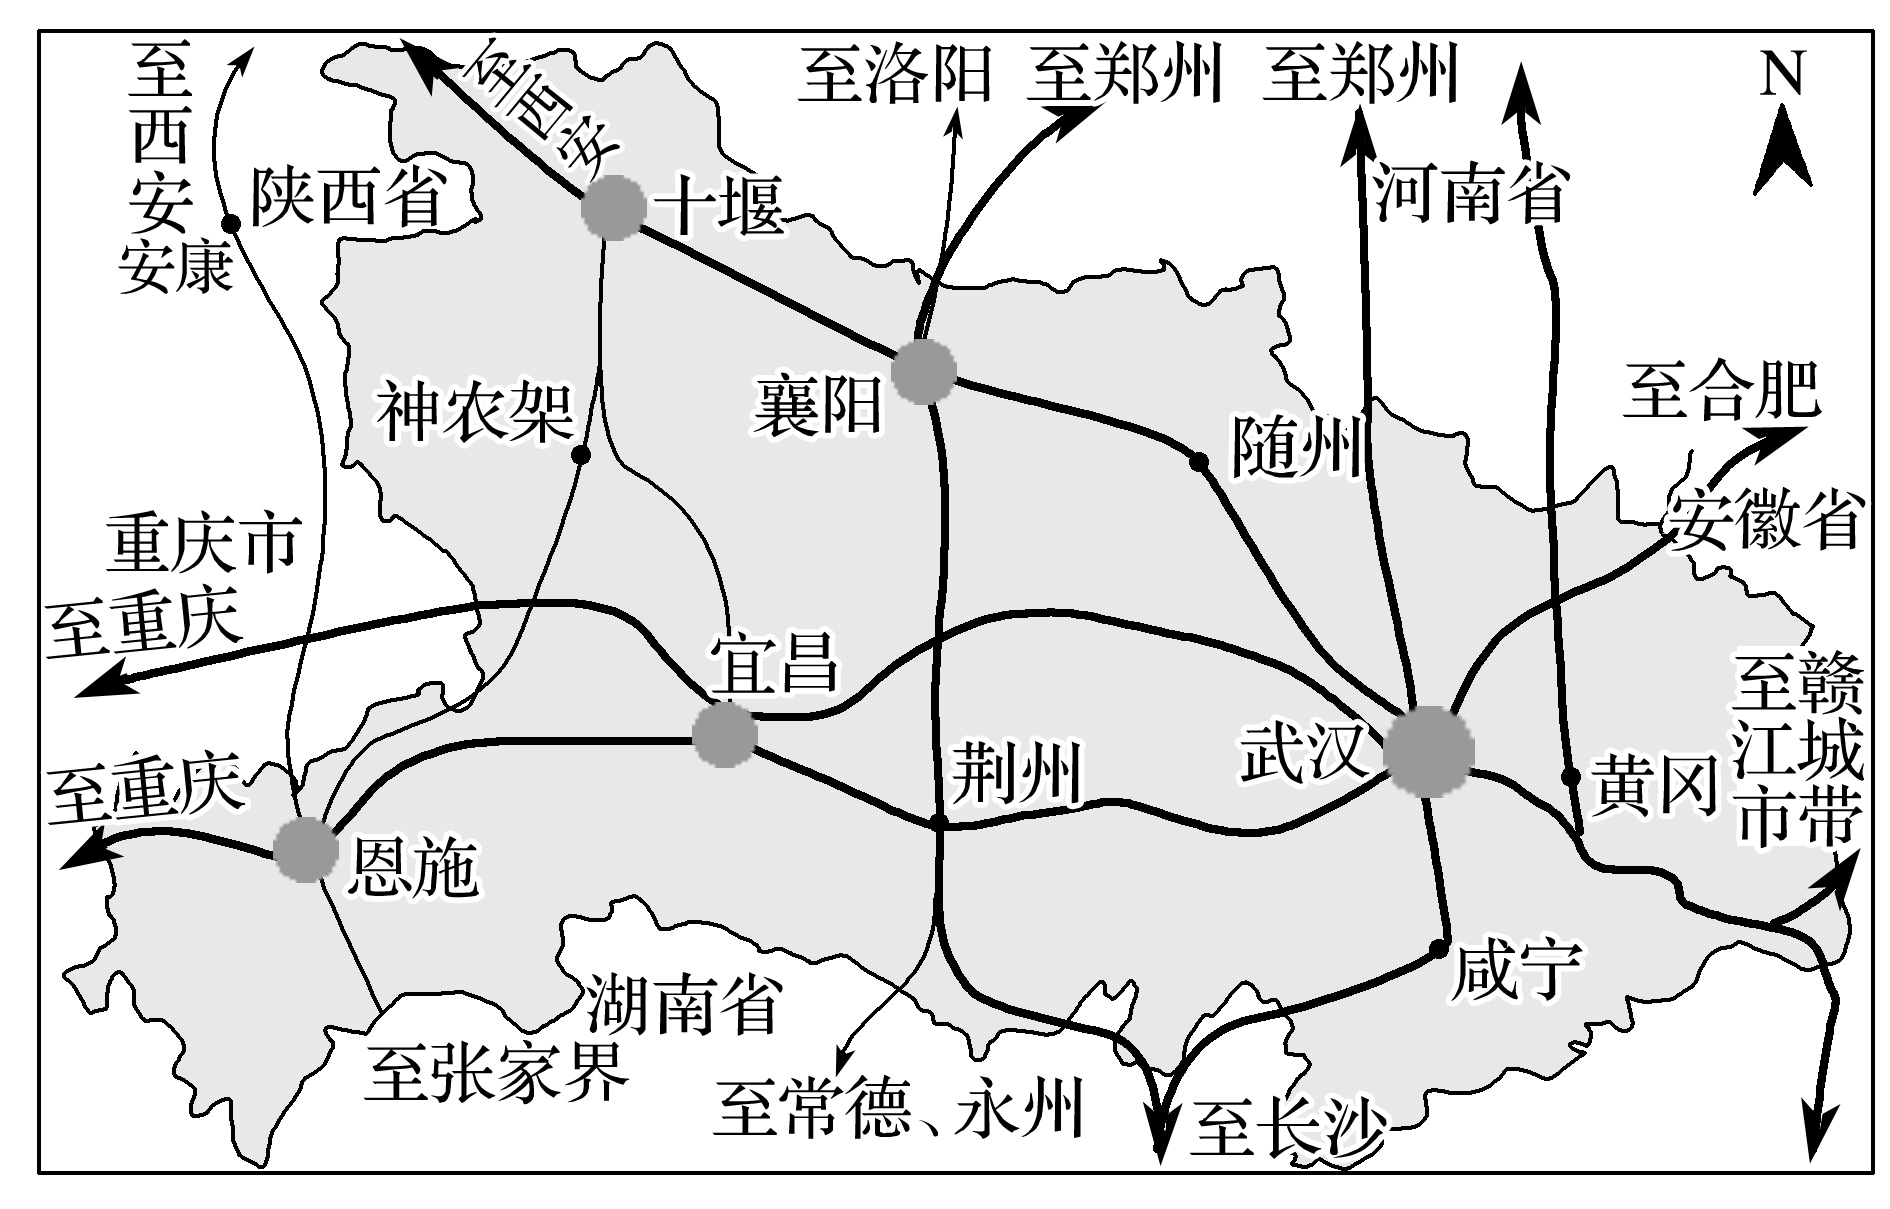 至西安
至西安
至洛阳
至郑州
至郑州
N
陕西省
十堰
河南省
安康
神农架
襄阳
随州
至合肥
安徽省
重庆市
至重庆
宜昌
至赣
江城
市带
武汉
荆州
黄冈
至重庆
恩施
咸宁
湖南省
至张家界
至常德、永州
至长沙